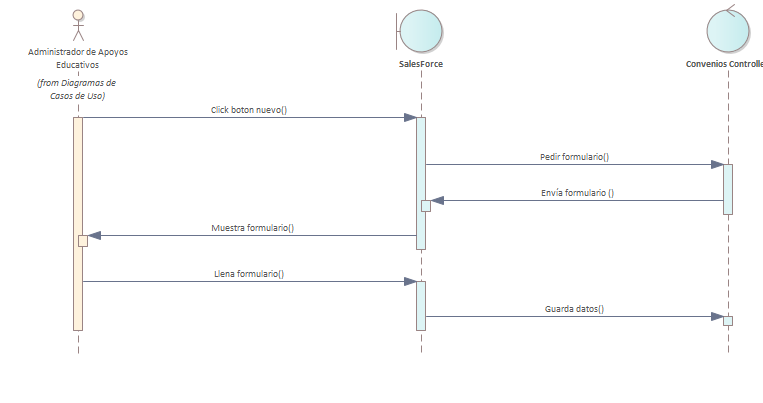 Administrador de Apoyos
Educativos
(from Diagramas de
Casos de Uso)
SalesForce
Convenios Controlle
Click boton nuevo()
Pedir formulario()
Envía formulario ()
Muestra formulario()
Llena formulario()
Guarda datos()